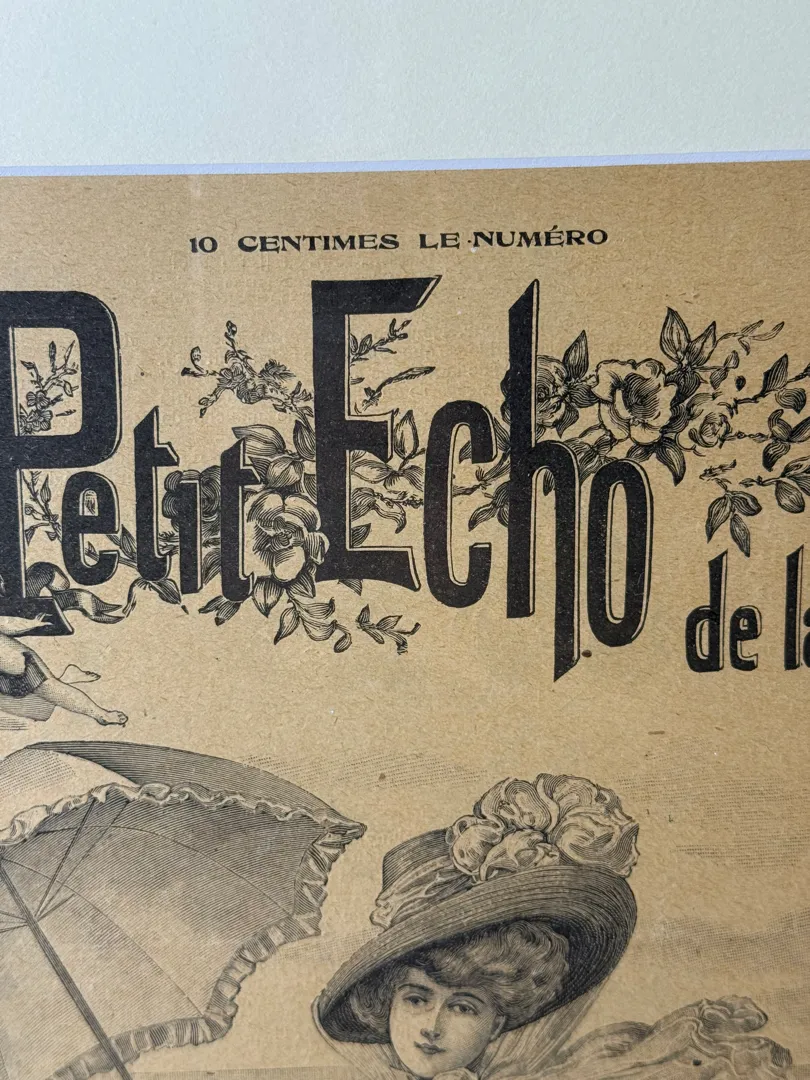 10 CENTIMES LE NUMÉRO
Petit Echo
de la